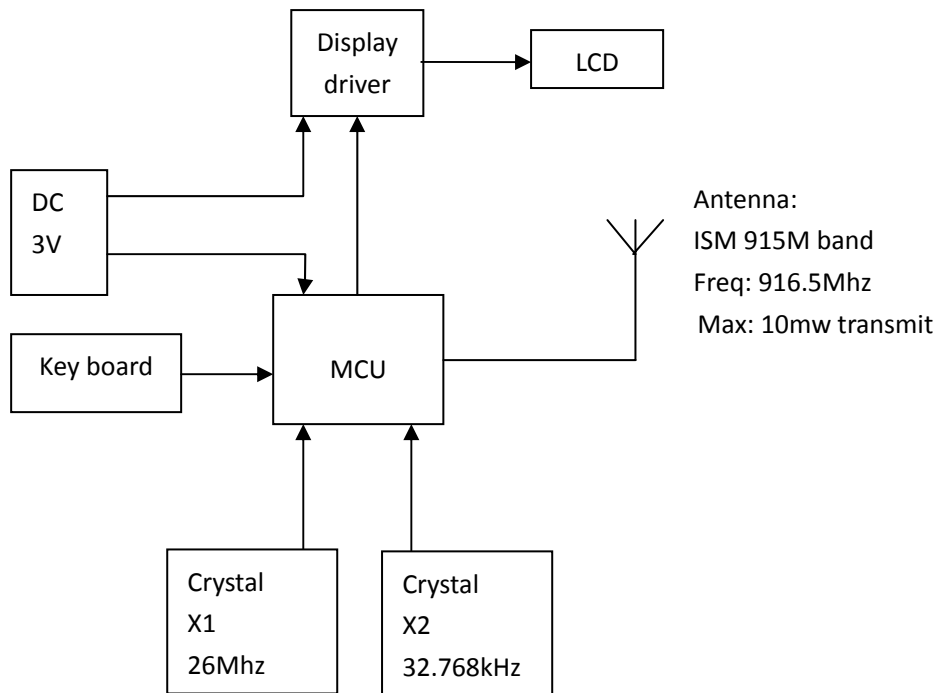 Display
driver
LCD
DC
3V
Antenna:
ISM 915M band
Freq: 916.5Mhz
Max: 10mw transmit
Key board
MCU
Crystal
X1
26Mhz
Crystal
X2
32.768kHz